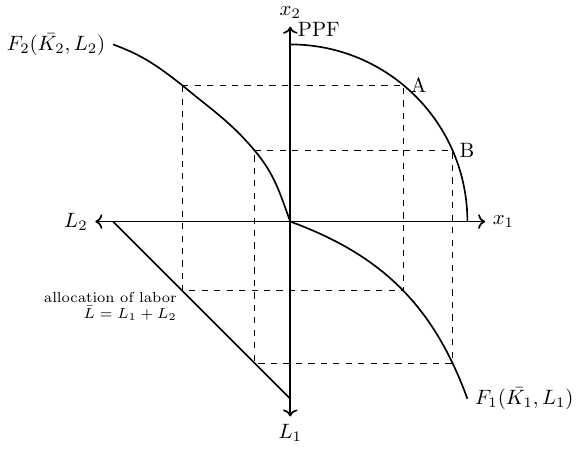 x₂
PPF
F₂(K̄₂, L₂)
A
B
L₂
x₁
allocation of labor
L̄ = L₁ + L₂
F₁(K̄₁, L₁)
L₁